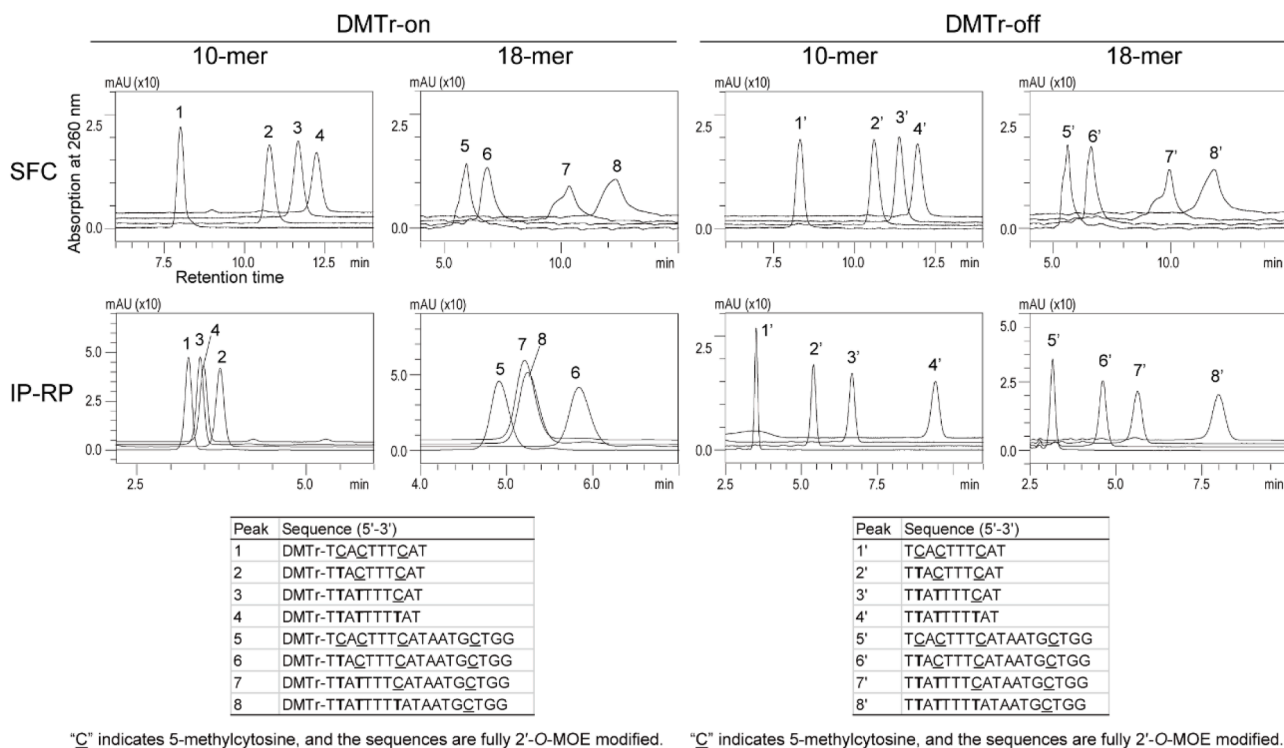 DMTr-on
DMTr-off
10-mer
18-mer
10-mer
18-mer
SFC
mAU (x10)
Absorption at 260 nm
2.5
0.0
1
2
3
4
7.5
10.0
12.5
min
Retention time
mAU (x10)
2.5
0.0
5
6
7
8
5.0
10.0
min
mAU (x10)
2.5
0.0
1’
2’
3’
4’
7.5
10.0
12.5
min
mAU (x10)
2.5
0.0
5’
6’
7’
8’
5.0
10.0
min
IP-RP
mAU (x10)
5.0
2.5
0.0
1
3
4
2
2.5
5.0
min
mAU (x10)
5.0
0.0
5
7
8
6
4.0
5.0
6.0
min
mAU (x10)
2.5
0.0
1’
2’
3’
4’
2.5
5.0
7.5
min
mAU (x10)
5.0
2.5
0.0
5’
6’
7’
8’
2.5
5.0
7.5
min
Peak Sequence (5'-3')
1 DMTr-TCACTTTCAT
2 DMTr-TTACTTTCAT
3 DMTr-TTATTTTCAT
4 DMTr-TTATTTTTAT
5 DMTr-TCACTTTCATAATGCTGG
6 DMTr-TTACTTTCATAATGCTGG
7 DMTr-TTATTTTCATAATGCTGG
8 DMTr-TTATTTTTATAATGCTGG
Peak Sequence (5'-3')
1' TCACTTTCAT
2' TTACTTTCAT
3' TTATTTTCAT
4' TTATTTTTAT
5' TCACTTTCATAATGCTGG
6' TTACTTTCATAATGCTGG
7' TTATTTTCATAATGCTGG
8' TTATTTTTATAATGCTGG
“C” indicates 5-methylcytosine, and the sequences are fully 2'-O-MOE modified.
“C” indicates 5-methylcytosine, and the sequences are fully 2'-O-MOE modified.